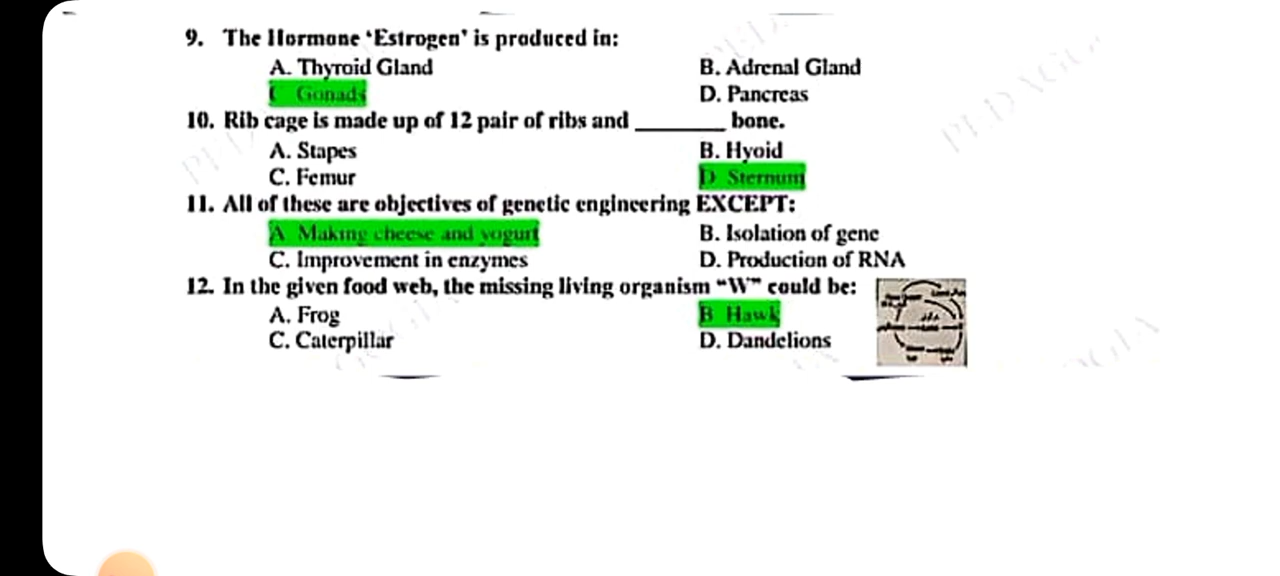 9. The Hormone ‘Estrogen’ is produced in:
A. Thyroid Gland B. Adrenal Gland
C Gonads D. Pancreas
10. Rib cage is made up of 12 pair of ribs and ________ bone.
A. Stapes B. Hyoid
C. Femur D Sternum
11. All of these are objectives of genetic engineering EXCEPT:
A Making cheese and yogurt B. Isolation of gene
C. Improvement in enzymes D. Production of RNA
12. In the given food web, the missing living organism “W” could be:
A. Frog B Hawk
C. Caterpillar D. Dandelions